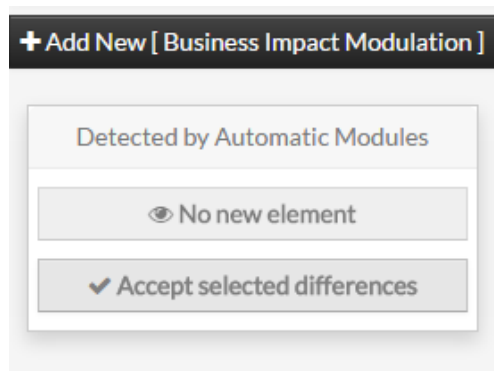 Add New [ Business Impact Modulation ]
Detected by Automatic Modules
No new element
Accept selected differences